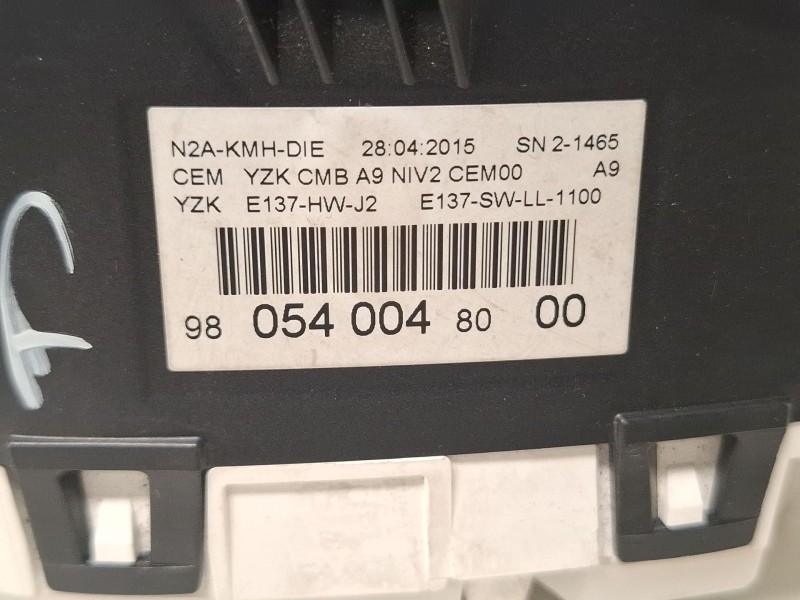 N2A-KMH-DIE 28:04:2015 SN 2-1465
CEM YZK CMB A9 NIV2 CEM00 A9
YZK E137-HW-J2 E137-SW-LL-1100
98 054 004 80 00